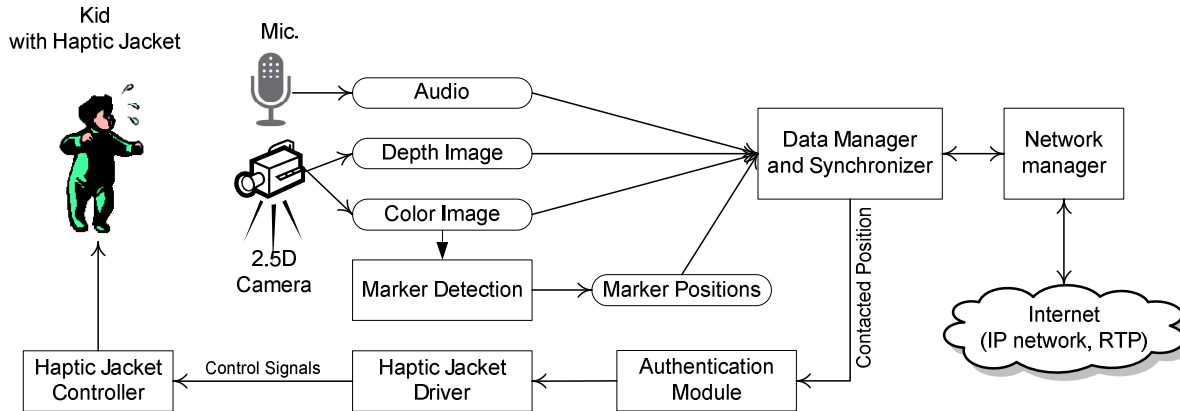 Kid
with Haptic Jacket
Mic.
Audio
Depth Image
Color Image
2.5D
Camera
Marker Detection
Marker Positions
Data Manager
and Synchronizer
Network
manager
Contacted Position
Internet
(IP network, RTP)
Haptic Jacket
Controller
Control Signals
Haptic Jacket
Driver
Authentication
Module